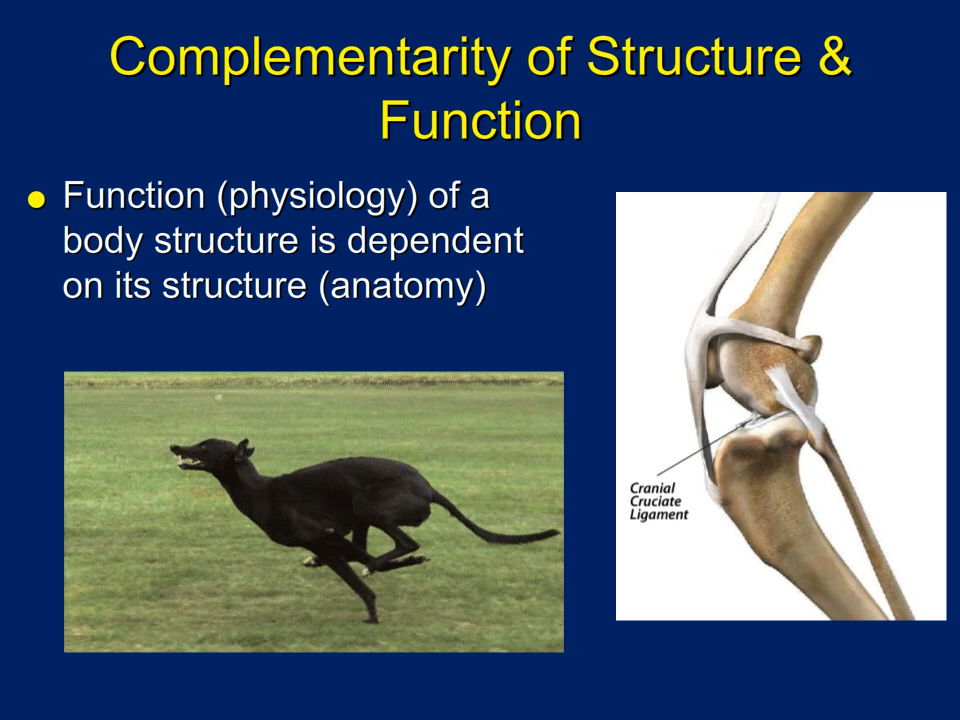 Complementarity of Structure &
Function
Function (physiology) of a
body structure is dependent
on its structure (anatomy)
Cranial
Cruciate
Ligament